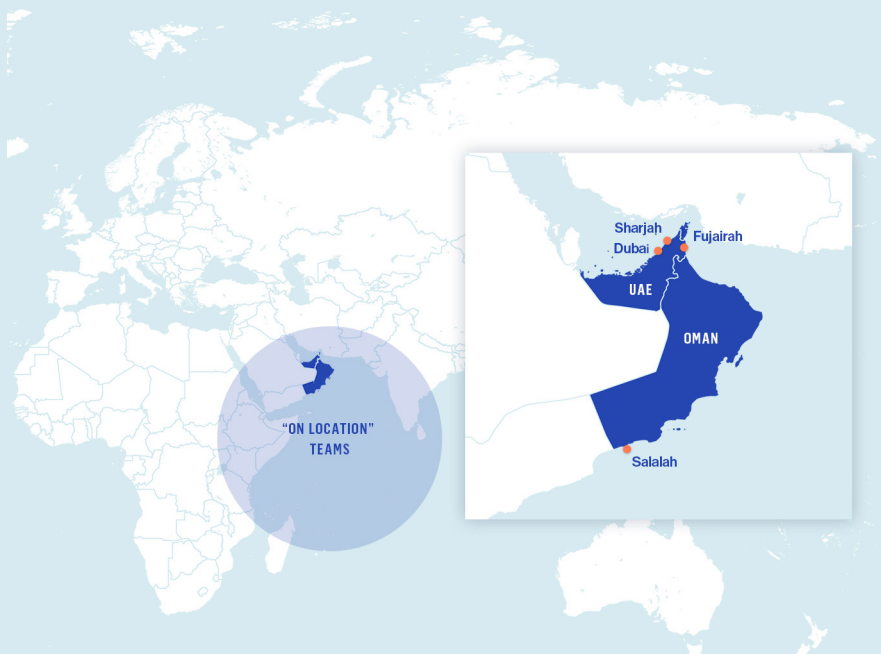 Sharjah
Fujairah
Dubai
UAE
OMAN
“ON LOCATION”
TEAMS
Salalah